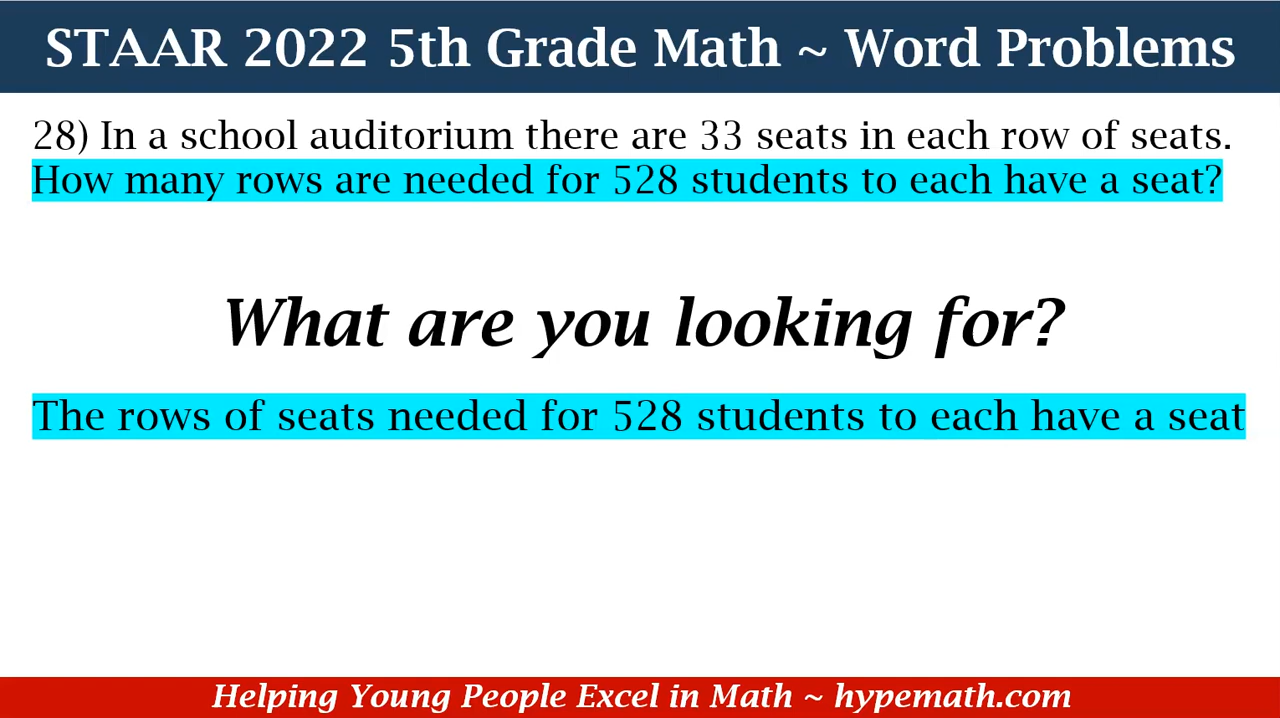 STAAR 2022 5th Grade Math ~ Word Problems
28) In a school auditorium there are 33 seats in each row of seats.
How many rows are needed for 528 students to each have a seat?
What are you looking for?
The rows of seats needed for 528 students to each have a seat
Helping Young People Excel in Math ~ hypemath.com